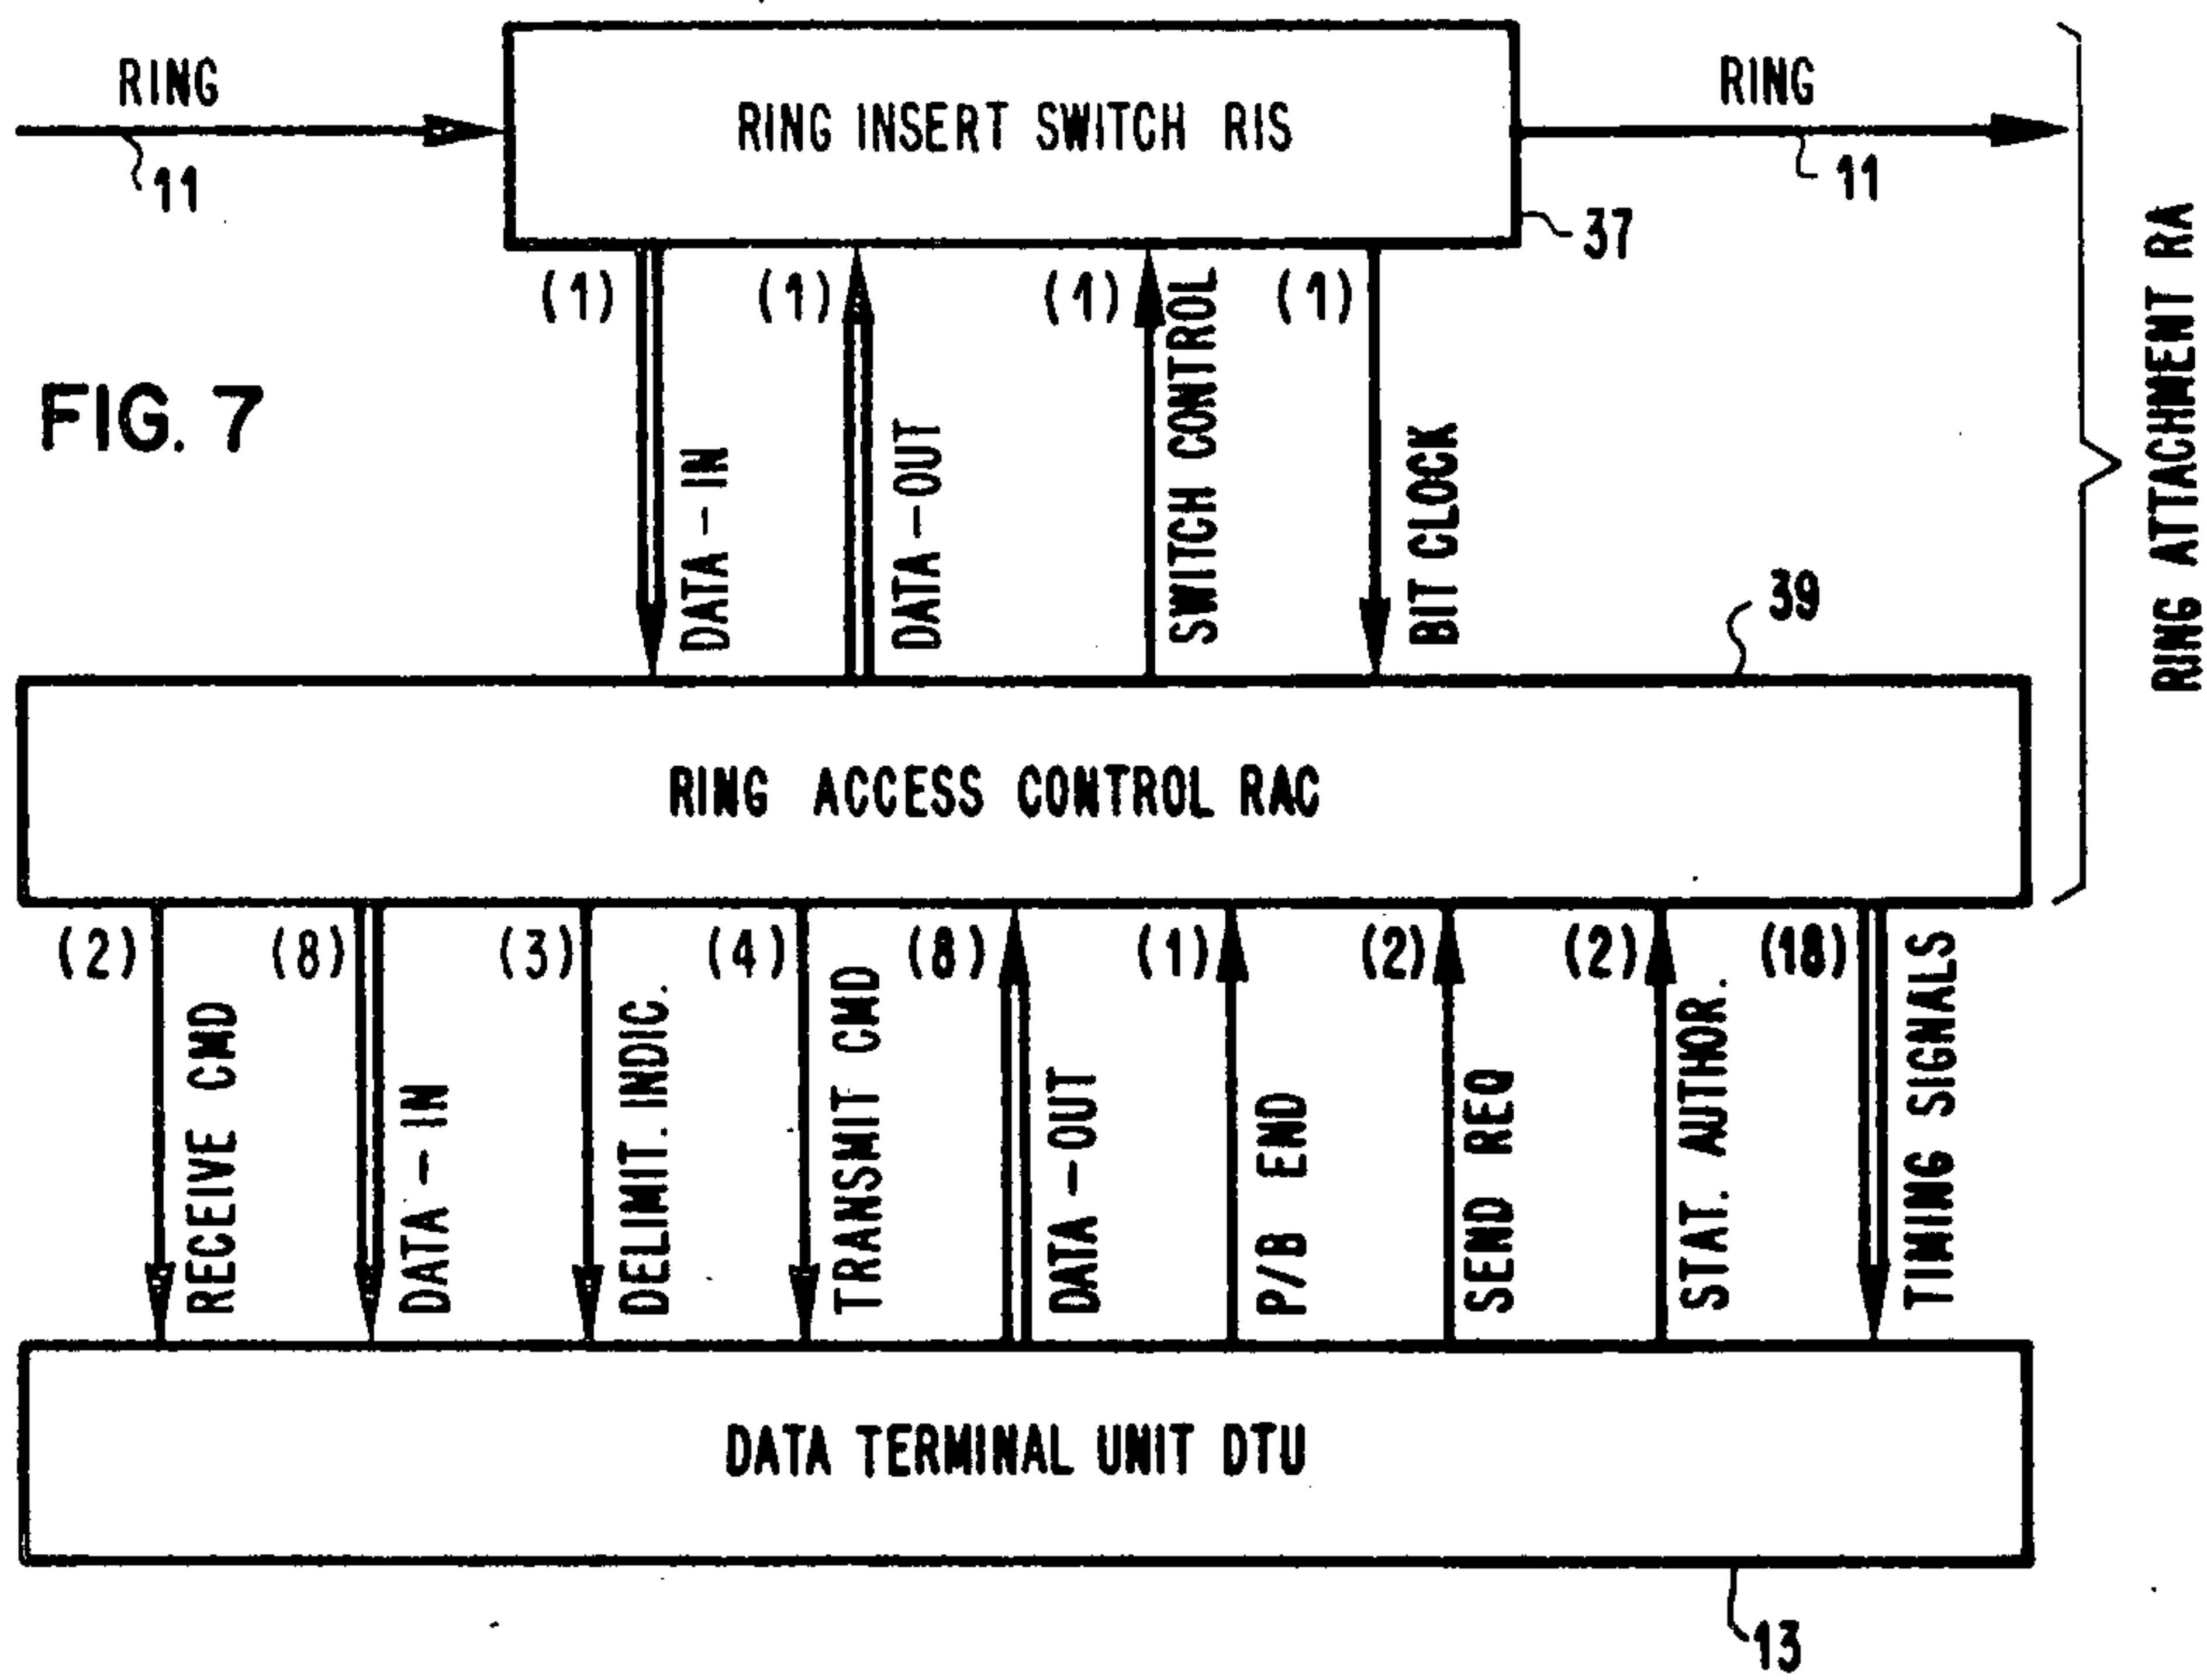 RING
RING
RING INSERT SWITCH RIS
11
11
37
(1)
(1)
(1)
(1)
FIG. 7
DATA-IN
DATA-OUT
SWITCH CONTROL
BIT CLOCK
RING ATTACHMENT RA
39
RING ACCESS CONTROL RAC
(2)
(8)
(3)
(4)
(8)
(1)
(2)
(2)
(18)
RECEIVE CMD
DATA-IN
DELIMIT. INDIC.
TRANSMIT CMD
DATA-OUT
P/B END
SEND REQ
STAT. AUTHOR.
TIMING SIGNALS
DATA TERMINAL UNIT DTU
13